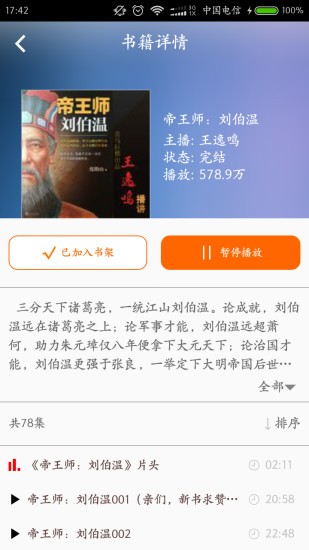 17:42
3G
1X
中国电信
100%
书籍详情
帝王师
刘伯温
王逸鸣
播讲
帝王师：刘伯温
主播：王逸鸣
状态：完结
播放：578.9万
已加入书架
暂停播放
三分天下诸葛亮，一统江山刘伯温。论成就，刘伯
温远在诸葛亮之上；论军事才能，刘伯温远超萧
何，助力朱元璋仅八年便拿下大元天下；论治国才
能，刘伯温更强于张良，一举定下大明帝国后世…
全部
共78集
排序
《帝王师：刘伯温》片头
02:11
帝王师：刘伯温001（亲们，新书求赞…
20:58
帝王师：刘伯温002
22:48